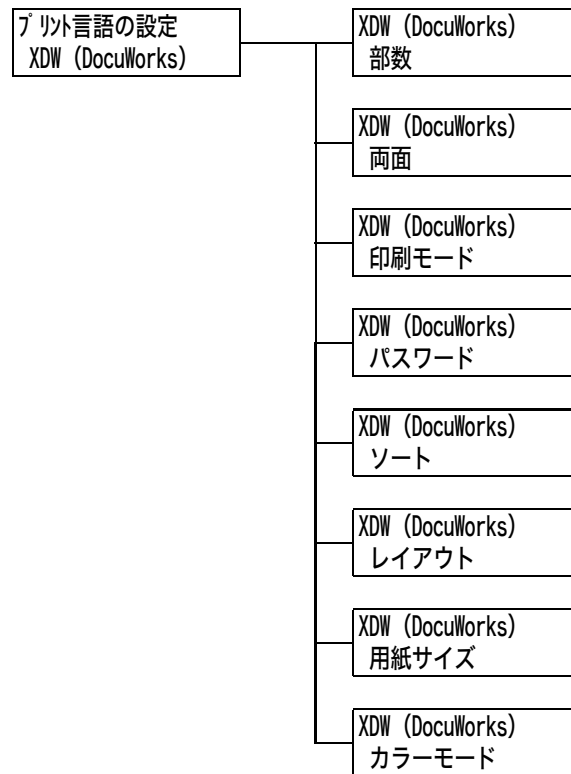 プリント言語の設定
XDW (DocuWorks)
XDW (DocuWorks)
部数
XDW (DocuWorks)
両面
XDW (DocuWorks)
印刷モード
XDW (DocuWorks)
パスワード
XDW (DocuWorks)
ソート
XDW (DocuWorks)
レイアウト
XDW (DocuWorks)
用紙サイズ
XDW (DocuWorks)
カラーモード